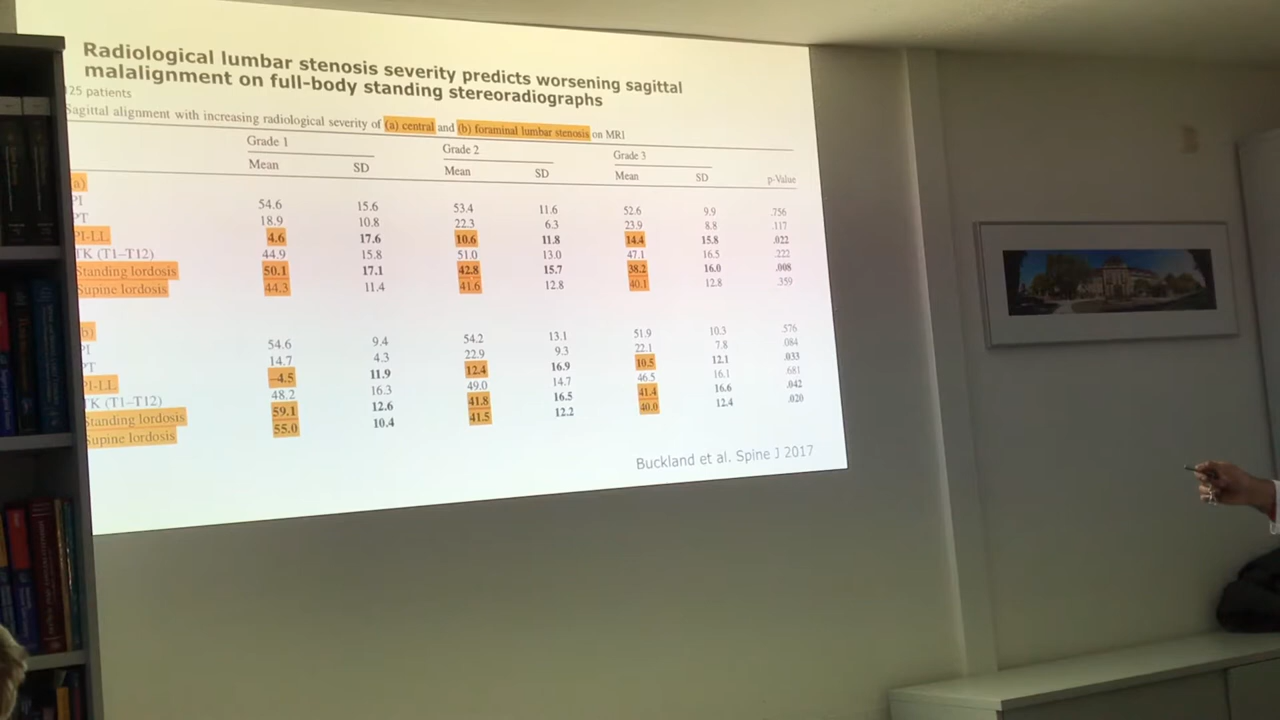 Radiological lumbar stenosis severity predicts worsening sagittal
malalignment on full-body standing stereoradiographs
25 patients
Sagittal alignment with increasing radiological severity of (a) central and (b) foraminal lumbar stenosis on MRI
Grade 1 Grade 2 Grade 3
Mean SD Mean SD Mean SD p-Value
a)
PI 54.6 15.6 53.4 11.6 52.6 9.9 .756
PT 18.9 10.8 22.3 6.3 23.9 8.8 .117
PI-LL 4.6 17.6 10.6 11.8 14.4 15.8 .022
TK (T1–T12) 44.9 15.8 51.0 13.0 47.1 16.5 .222
Standing lordosis 50.1 17.1 42.8 15.7 38.2 16.0 .008
Supine lordosis 44.3 11.4 41.6 12.8 40.1 12.8 .359
b)
PI 54.6 9.4 54.2 13.1 51.9 10.3 .576
PT 14.7 4.3 22.9 9.3 22.1 7.8 .084
PI-LL –4.5 11.9 12.4 16.9 10.5 12.1 .033
TK (T1–T12) 48.2 16.3 49.0 14.7 46.5 16.1 .681
Standing lordosis 59.1 12.6 41.8 16.5 41.4 16.6 .042
Supine lordosis 55.0 10.4 41.5 12.2 40.0 12.4 .020
Buckland et al. Spine J 2017